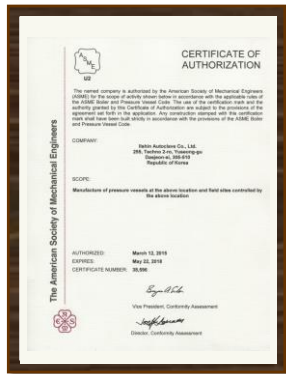 ASME
U2
CERTIFICATE OF
AUTHORIZATION
The named company is authorized by the American Society of Mechanical Engineers
(ASME) for the scope of activity shown below in accordance with the applicable rules of
the ASME Boiler and Pressure Vessel Code. The use of the certification mark and the
authority granted by this Certificate of Authorization are subject to the provisions of the
agreement set forth in the application. Any construction stamped with this certification
mark shall have been built strictly in accordance with the provisions of the ASME Boiler
and Pressure Vessel Code.
COMPANY:
Ilshin Autoclave Co., Ltd.
Techno 2-ro, Yuseong-gu
Daejeon-si,
Republic of Korea
SCOPE:
Manufacture of pressure vessels at the above location and field sites controlled by
the above location
AUTHORIZED: March 12, 2015
EXPIRES: May 22, 2018
CERTIFICATE NUMBER:
Vice President, Conformity Assessment
Director, Conformity Assessment
The American Society of Mechanical Engineers